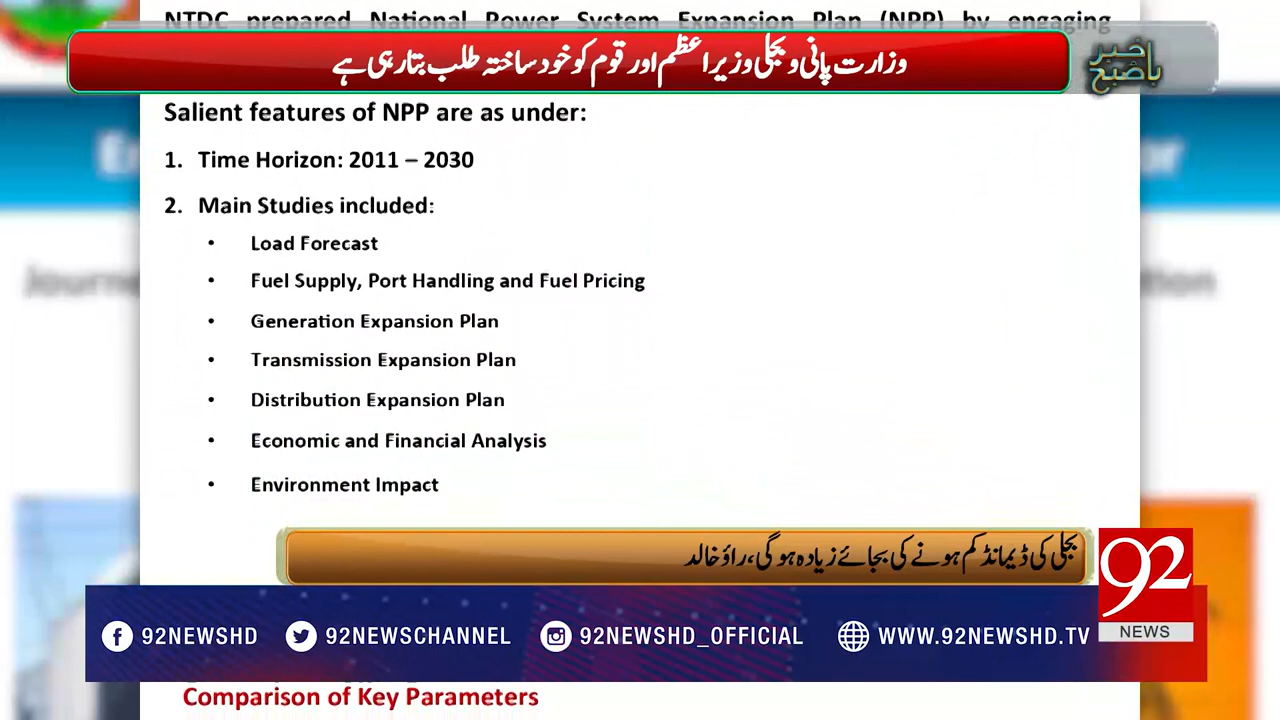 NTDC prepared National Power System Expansion Plan (NPP) by engaging
وزارت پانی و بجلی وزیراعظم اور قوم کو خود ساختہ طلب بتا رہی ہے
باخبر صبح
Salient features of NPP are as under:
1. Time Horizon: 2011 – 2030
2. Main Studies included:
• Load Forecast
• Fuel Supply, Port Handling and Fuel Pricing
• Generation Expansion Plan
• Transmission Expansion Plan
• Distribution Expansion Plan
• Economic and Financial Analysis
• Environment Impact
بجلی کی ڈیمانڈ کم ہونے کی بجائے زیادہ ہوگی، راؤ خالد
92
NEWS
92NEWSHD
92NEWSCHANNEL
92NEWSHD_OFFICIAL
WWW.92NEWSHD.TV
Comparison of Key Parameters